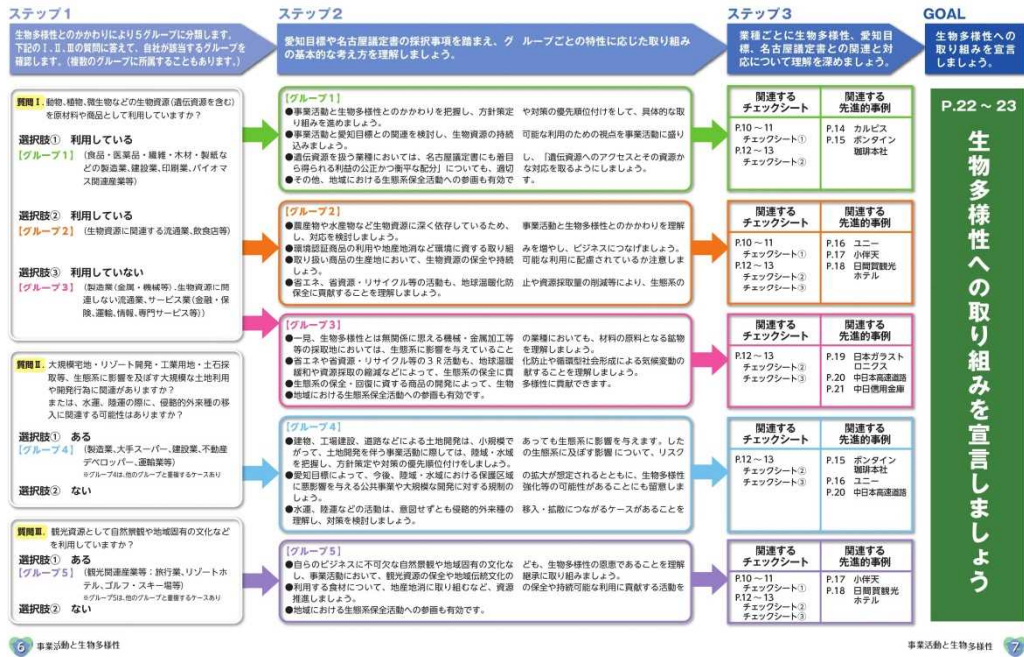 ステップ1
生物多様性とのかかわりにより5グループに分類します。
下記のⅠ.Ⅱ.Ⅲの質問に答えて、自社が該当するグループを
確認します。（複数のグループに所属することもあります。）
質問Ⅰ. 動物、植物、微生物などの生物資源（遺伝資源を含む）
を原材料や商品として利用していますか？
選択肢① 利用している
【グループ1】（食品・医薬品・繊維・木材・製紙な
どの製造業、建設業、印刷業、バイオマ
ス関連産業等）
選択肢② 利用している
【グループ2】（生物資源に関連する流通業、飲食店等）
選択肢③ 利用していない
【グループ3】（製造業（金属・機械等）、生物資源に関
連しない流通業、サービス業（金融・保
険、運輸、情報、専門サービス等））
質問Ⅱ. 大規模宅地・リゾート開発・工業用地・土石採
取等、生態系に影響を及ぼす大規模な土地利用
や開発行為に関連がありますか？
または、水運、陸運の際に、侵略的外来種の移
入に関連する可能性はありますか？
選択肢① ある
【グループ4】（製造業、大手スーパー、建設業、不動産
デベロッパー、運輸業等）
※グループ4は、他のグループと重複するケースあり
選択肢② ない
質問Ⅲ. 観光資源として自然景観や地域固有の文化など
を利用していますか？
選択肢① ある
【グループ5】（観光関連産業等：旅行業、リゾートホ
テル、ゴルフ・スキー場等）
※グループ5は、他のグループと重複するケースあり
選択肢② ない
ステップ2
愛知目標や名古屋議定書の採択事項を踏まえ、グ ループごとの特性に応じた取り組み
の基本的な考え方を理解しましょう。
【グループ1】
●事業活動と生物多様性とのかかわりを把握し、方針策定 や対策の優先順位付けをして、具体的な取
り組みを進めましょう。
●事業活動と愛知目標との関連を検討し、生物資源の持続 可能な利用のための視点を事業活動に盛り
込みましょう。
●遺伝資源を扱う業種においては、名古屋議定書にも着目 し、「遺伝資源へのアクセスとその資源か
ら得られる利益の公正かつ衡平な配分」についても、適切 な対応を取るようにしましょう。
●その他、地域における生態系保全活動への参画も有効で す。
【グループ2】
●農産物や水産物など生物資源に深く依存しているため、 事業活動と生物多様性とのかかわりを理解
し、対応を検討しましょう。
●環境認証商品の利用や地産地消など環境に資する取り組 みを増やし、ビジネスにつなげましょう。
●取り扱い商品の生産地において、生物資源の保全や持続 可能な利用に配慮されているか注意しま
しょう。
●省エネ、省資源・リサイクル等の活動も、地球温暖化防 止や資源採取量の削減等により、生態系の
保全に貢献することを理解しましょう。
【グループ3】
●一見、生物多様性とは無関係に思える機械・金属加工等 の業種においても、材料の原料となる鉱物
等の採取地においては、生態系に影響を与えていること を理解しましょう。
●省エネや省資源・リサイクル等の3R活動も、地球温暖 化防止や循環型社会形成による気候変動の
緩和や資源採取の縮減などによって、生態系の保全に貢 献することを理解しましょう。
●生態系の保全・回復に資する商品の開発によって、生物 多様性に貢献できます。
●地域における生態系保全活動への参画も有効です。
【グループ4】
●建物、工場建設、道路などによる土地開発は、小規模で あっても生態系に影響を与えます。した
がって、土地開発を伴う事業活動に際しては、陸域・水域 の生態系に及ぼす影響について、リスク
を把握し、方針策定や対策の優先順位付けをしましょう。
●愛知目標によって、今後、陸域・水域における保護区域 の拡大が想定されるとともに、生物多様性
に悪影響を与える公共事業や大規模な開発に対する規制の 強化等の可能性があることにも留意しま
しょう。
●水運、陸運などの活動は、意図せずとも侵略的外来種の 移入・拡散につながるケースがあることを
理解し、対策を検討しましょう。
【グループ5】
●自らのビジネスに不可欠な自然景観や地域固有の文化な ども、生物多様性の恩恵であることを理解
し、事業活動において、観光資源の保全や地域伝統文化の 継承に取り組みましょう。
●利用する食材について、地産地消に取り組むなど、資源 の保全や持続可能な利用に貢献する活動を
推進しましょう。
●地域における生態系保全活動への参画も有効です。
ステップ3
業種ごとに生物多様性、愛知目
標、名古屋議定書との関連と対
応について理解を深めましょう。
関連する
チェックシート
関連する
先進的事例
P.10～11
チェックシート①
P.12～13
チェックシート②
P.14 カルピス
P.15 ボンタイン
珈琲本社
関連する
チェックシート
関連する
先進的事例
P.10～11
チェックシート①
P.12～13
チェックシート②
チェックシート③
P.16 ユニー
P.17 小伴天
P.18 日間賀観光
ホテル
関連する
チェックシート
関連する
先進的事例
P.12～13
チェックシート②
チェックシート③
P.19 日本ガラスト
ロニクス
P.20 中日本高速道路
P.21 中日信用金庫
関連する
チェックシート
関連する
先進的事例
P.12～13
チェックシート②
チェックシート③
P.15 ボンタイン
珈琲本社
P.16 ユニー
P.20 中日本高速道路
関連する
チェックシート
関連する
先進的事例
P.10～11
チェックシート①
P.12～13
チェックシート②
チェックシート③
P.17 小伴天
P.18 日間賀観光
ホテル
GOAL
生物多様性への
取り組みを宣言
しましょう。
P.22～23
生物多様性への取り組みを宣言しましょう
6 事業活動と生物多様性
事業活動と生物多様性 7